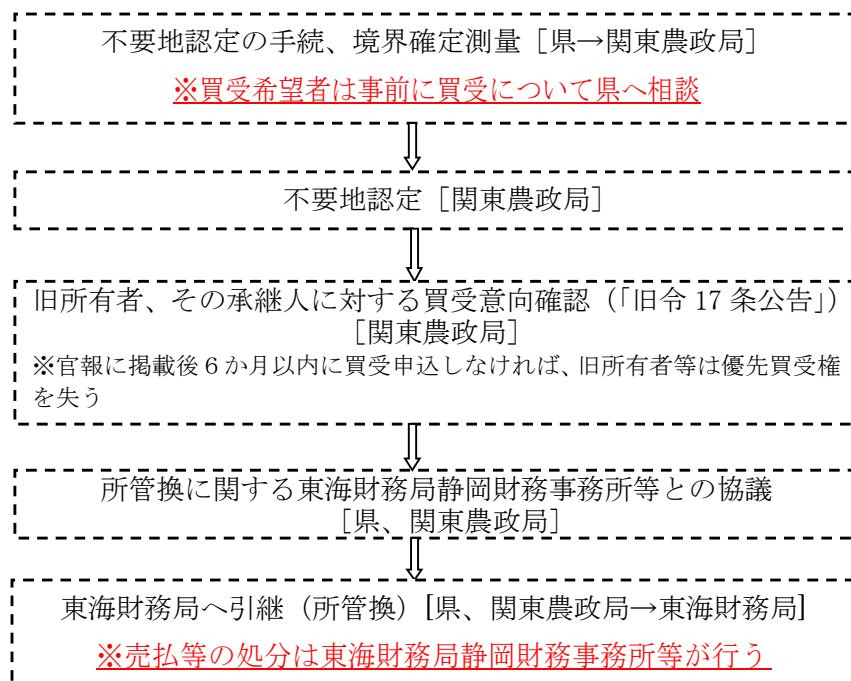 不要地認定の手続、境界確定測量［県→関東農政局］
※買受希望者は事前に買受について県へ相談
不要地認定［関東農政局］
旧所有者、その承継人に対する買受意向確認（「旧令 17 条公告」）
［関東農政局］
※官報に掲載後６か月以内に買受申込しなければ、旧所有者等は優先買受権
を失う
所管換に関する東海財務局静岡財務事務所等との協議
［県、関東農政局］
東海財務局へ引継（所管換）[県、関東農政局→東海財務局]
※売払等の処分は東海財務局静岡財務事務所等が行う